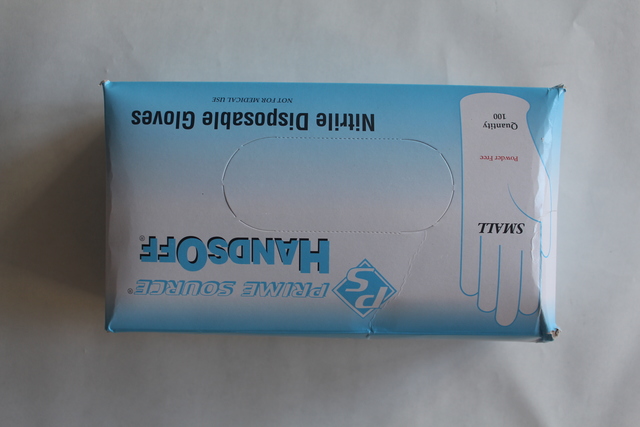 PS
PRIME SOURCE®
HANDSOFF®
Nitrile Disposable Gloves
NOT FOR MEDICAL USE
SMALL
Powder Free
Quantity
100